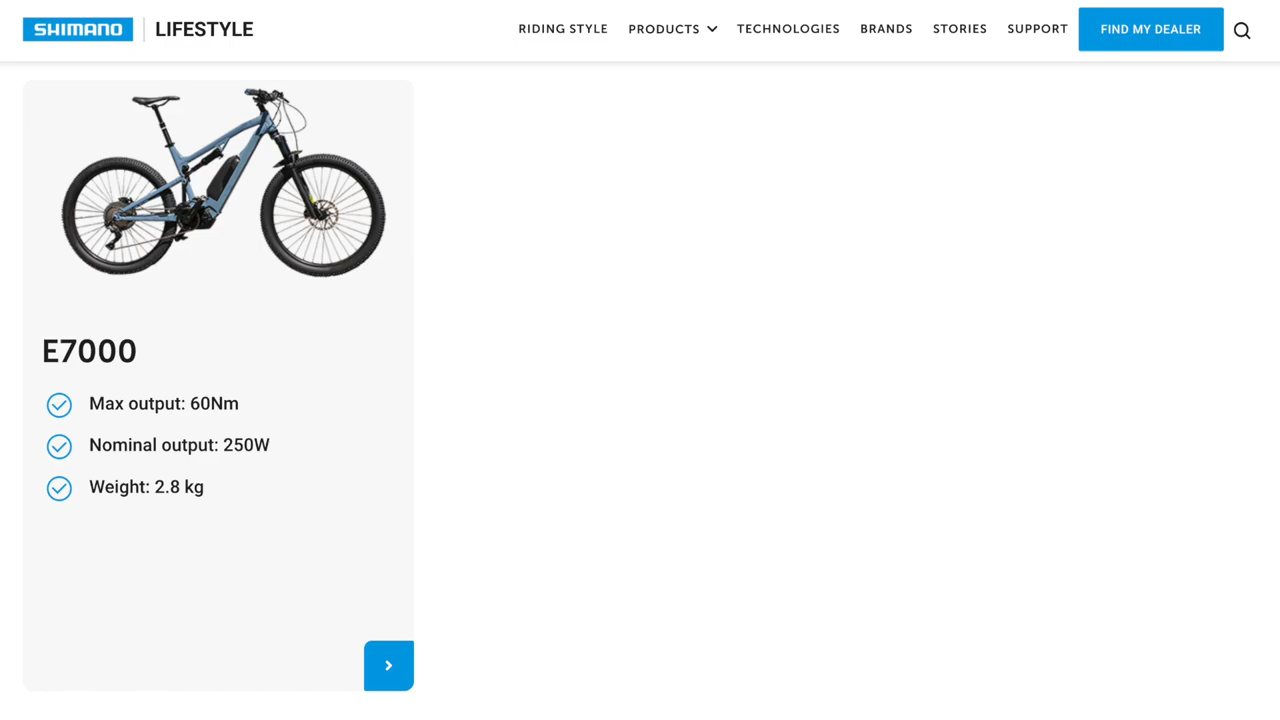 SHIMANO LIFESTYLE RIDING STYLE PRODUCTS TECHNOLOGIES BRANDS STORIES SUPPORT FIND MY DEALER
E7000
Max output: 60Nm
Nominal output: 250W
Weight: 2.8 kg